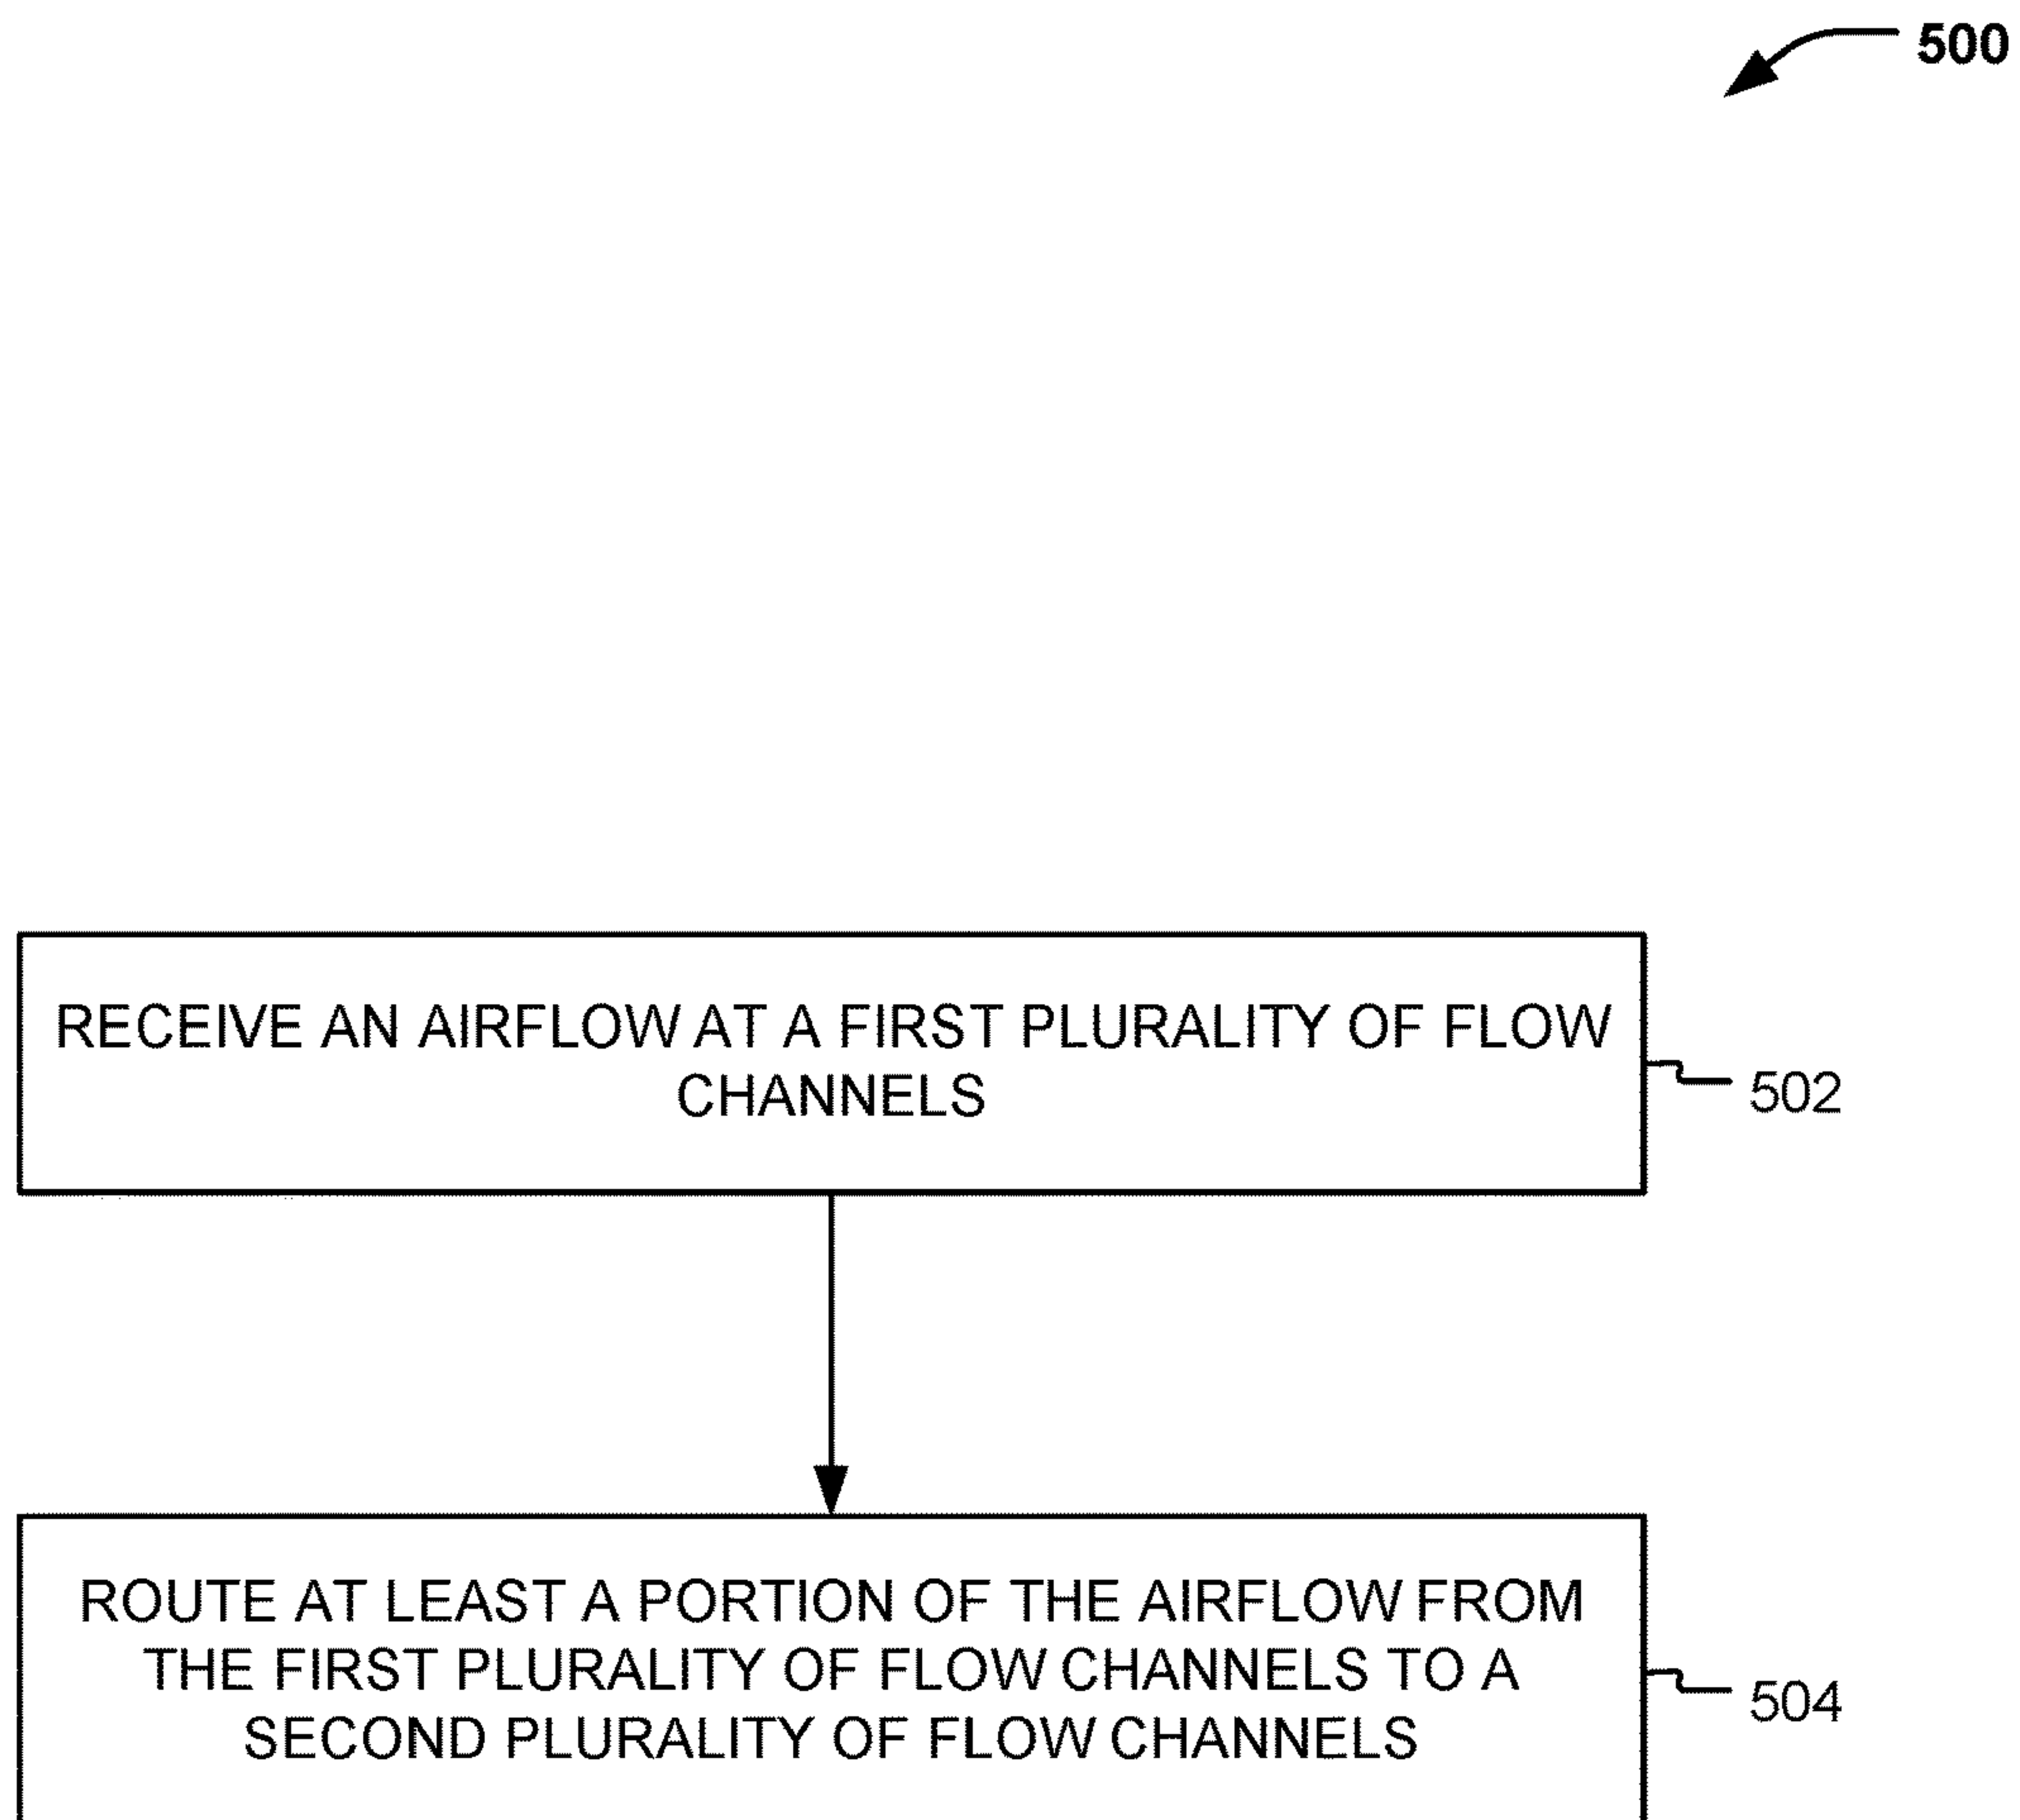 500
RECEIVE AN AIRFLOW AT A FIRST PLURALITY OF FLOW
CHANNELS
502
ROUTE AT LEAST A PORTION OF THE AIRFLOW FROM
THE FIRST PLURALITY OF FLOW CHANNELS TO A
SECOND PLURALITY OF FLOW CHANNELS
504